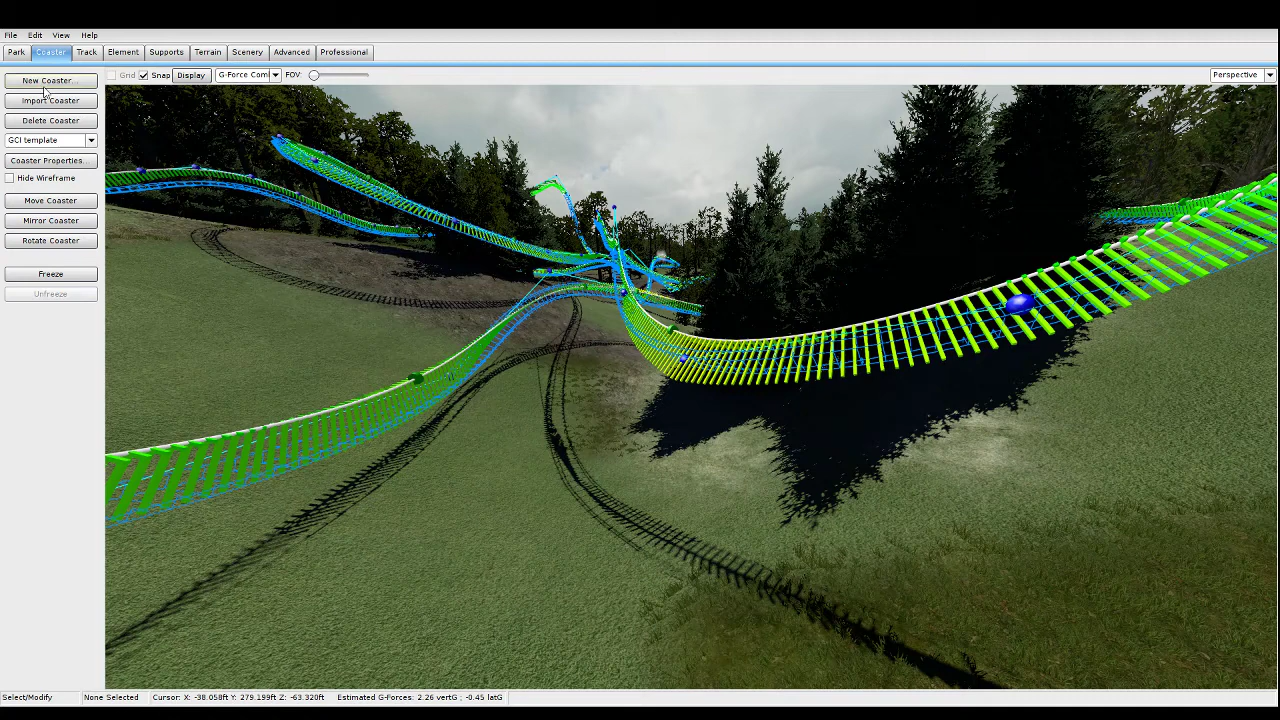 File Edit View Help
Park Coaster Track Element Supports Terrain Scenery Advanced Professional
Grid Snap Display G-Force Com FOV: Perspective
New Coaster...
Import Coaster
Delete Coaster
GCI template
Coaster Properties...
Hide Wireframe
Move Coaster
Mirror Coaster
Rotate Coaster
Freeze
Unfreeze
Select/Modify None Selected Cursor: X: -38.058ft Y: 279.199ft Z: -63.320ft Estimated G-Forces: 2.26 vertG ; -0.45 latG